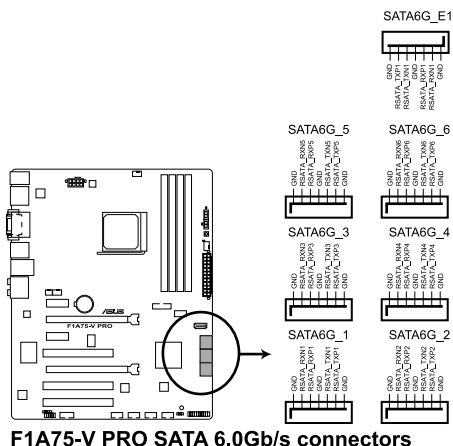 SATA6G_E1
GND
RSATA_TXP1
RSATA_TXN1
GND
RSATA_RXP1
RSATA_RXN1
GND
SATA6G_5
GND
RSATA_RXN5
RSATA_RXP5
GND
RSATA_TXN5
RSATA_TXP5
GND
SATA6G_6
GND
RSATA_RXN6
RSATA_RXP6
GND
RSATA_TXN6
RSATA_TXP6
GND
SATA6G_3
GND
RSATA_RXN3
RSATA_RXP3
GND
RSATA_TXN3
RSATA_TXP3
GND
SATA6G_4
GND
RSATA_RXN4
RSATA_RXP4
GND
RSATA_TXN4
RSATA_TXP4
GND
ASUS
F1A75-V PRO
SATA6G_1
GND
RSATA_RXN1
RSATA_RXP1
GND
RSATA_TXN1
RSATA_TXP1
GND
SATA6G_2
GND
RSATA_RXN2
RSATA_RXP2
GND
RSATA_TXN2
RSATA_TXP2
GND
F1A75-V PRO SATA 6.0Gb/s connectors